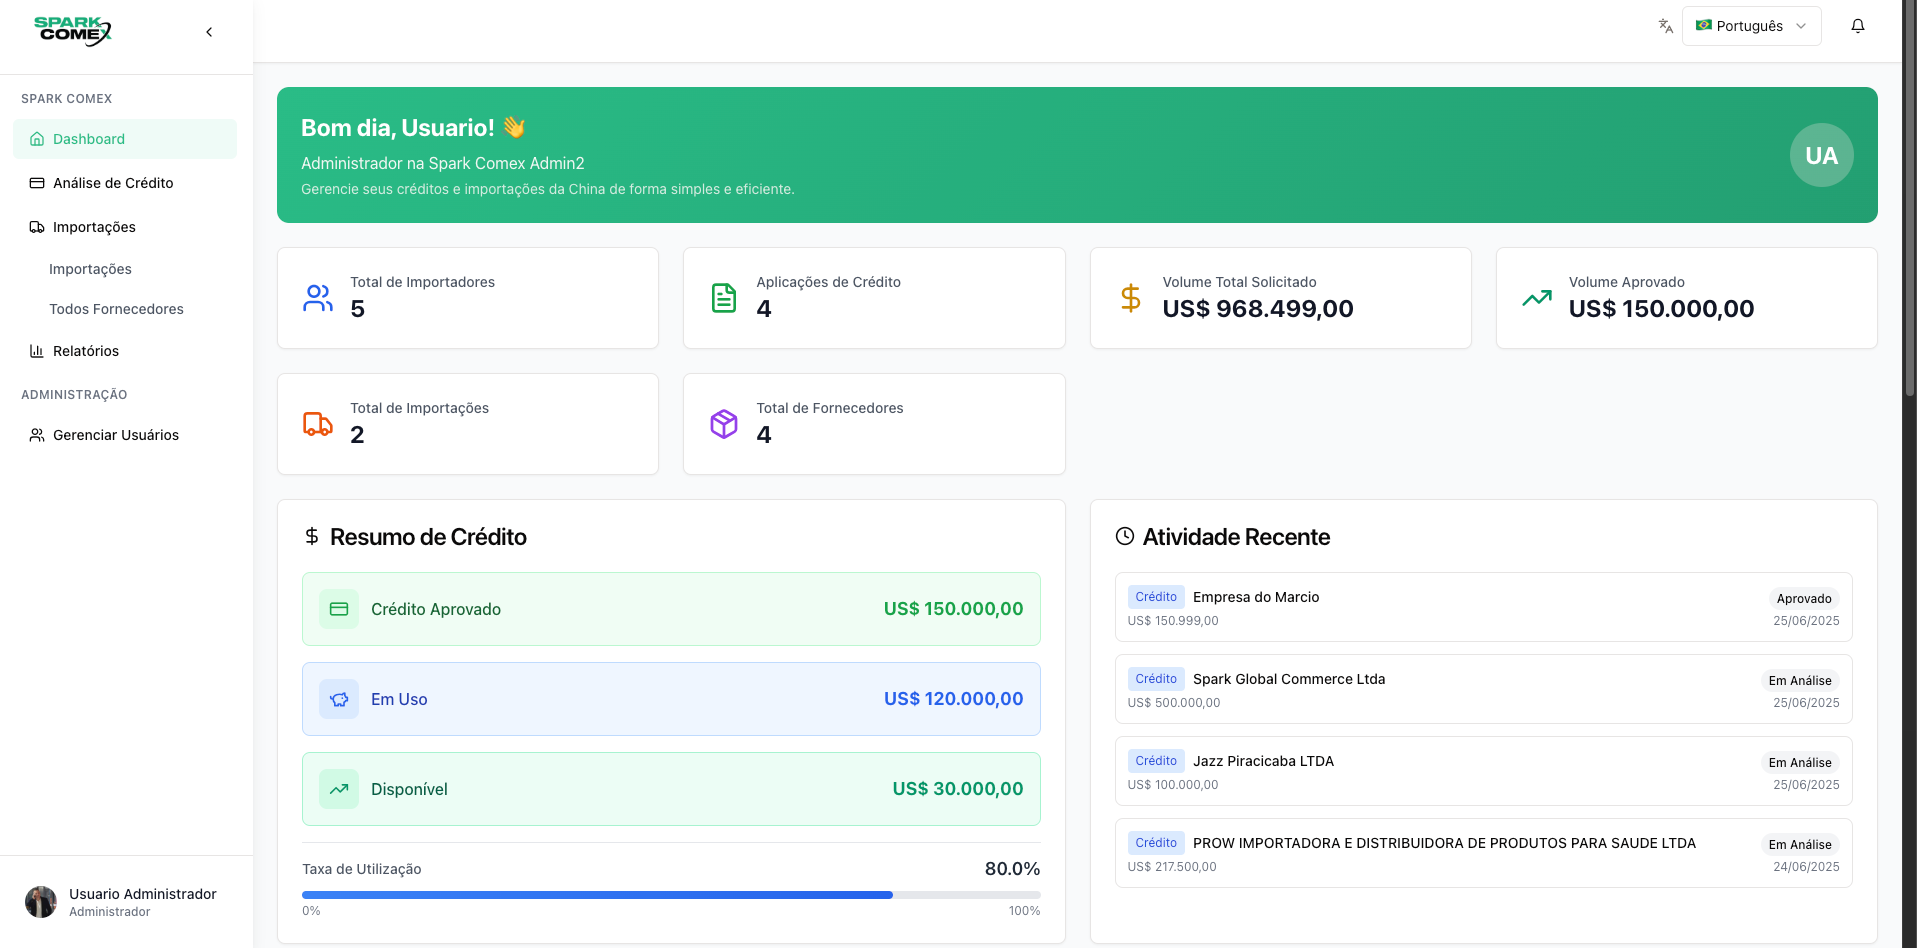 SPARK
COMEX
Português
SPARK COMEX
Dashboard
Análise de Crédito
Importações
Importações
Todos Fornecedores
Relatórios
ADMINISTRAÇÃO
Gerenciar Usuários
Usuario Administrador
Administrador
Bom dia, Usuario! 👋
Administrador na Spark Comex Admin2
Gerencie seus créditos e importações da China de forma simples e eficiente.
UA
Total de Importadores
5
Aplicações de Crédito
4
Volume Total Solicitado
US$ 968.499,00
Volume Aprovado
US$ 150.000,00
Total de Importações
2
Total de Fornecedores
4
Resumo de Crédito
Crédito Aprovado US$ 150.000,00
Em Uso US$ 120.000,00
Disponível US$ 30.000,00
Taxa de Utilização 80.0%
0% 100%
Atividade Recente
Crédito Empresa do Marcio Aprovado
US$ 150.999,00 25/06/2025
Crédito Spark Global Commerce Ltda Em Análise
US$ 500.000,00 25/06/2025
Crédito Jazz Piracicaba LTDA Em Análise
US$ 100.000,00 25/06/2025
Crédito PROW IMPORTADORA E DISTRIBUIDORA DE PRODUTOS PARA SAUDE LTDA Em Análise
US$ 217.500,00 24/06/2025